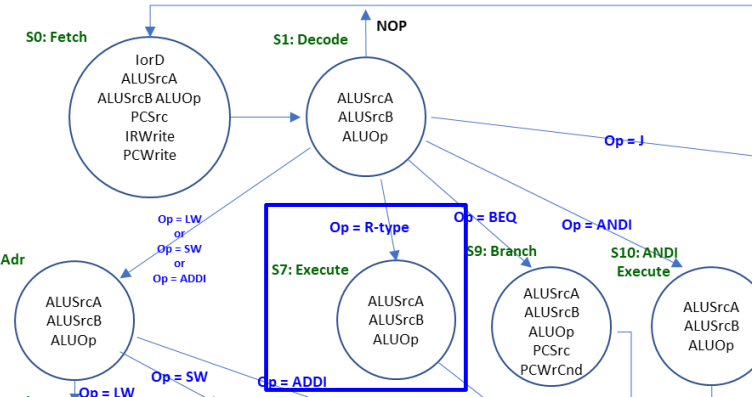 NOP
S0: Fetch
S1: Decode
IorD
ALUSrcA
ALUSrcB ALUOp
PCSrc
IRWrite
PCWrite
ALUSrcA
ALUSrcB
ALUOp
Op = J
Op = LW
or
Op = SW
or
Op = ADDI
Op = R-type
Op = BEQ
Op = ANDI
Adr
S7: Execute
S9: Branch
S10: ANDI
Execute
ALUSrcA
ALUSrcB
ALUOp
ALUSrcA
ALUSrcB
ALUOp
ALUSrcA
ALUSrcB
ALUOp
PCSrc
PCWrCnd
ALUSrcA
ALUSrcB
ALUOp
Op = LW
Op = SW
Op = ADDI